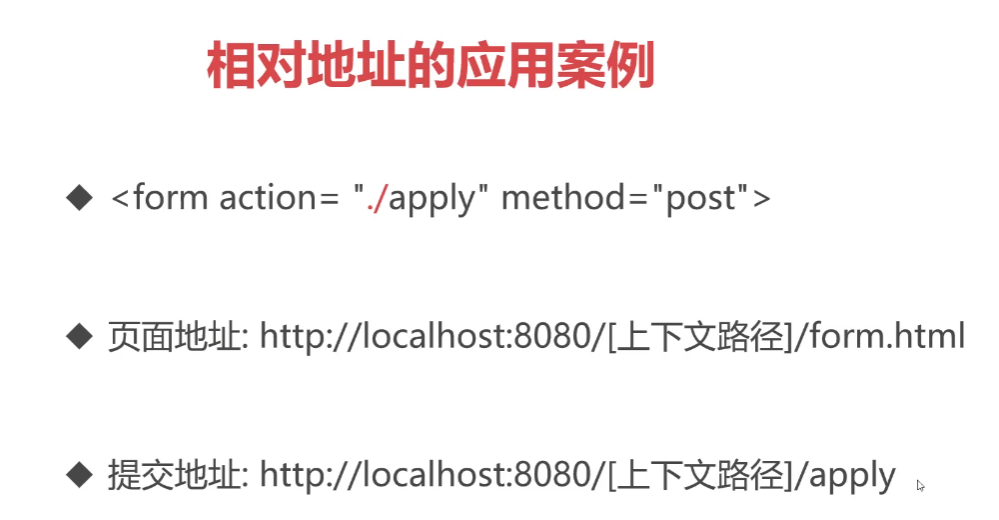 相对地址的应用案例
◆ <form action= "./apply" method="post">
◆ 页面地址: http://localhost:8080/[上下文路径]/form.html
◆ 提交地址: http://localhost:8080/[上下文路径]/apply